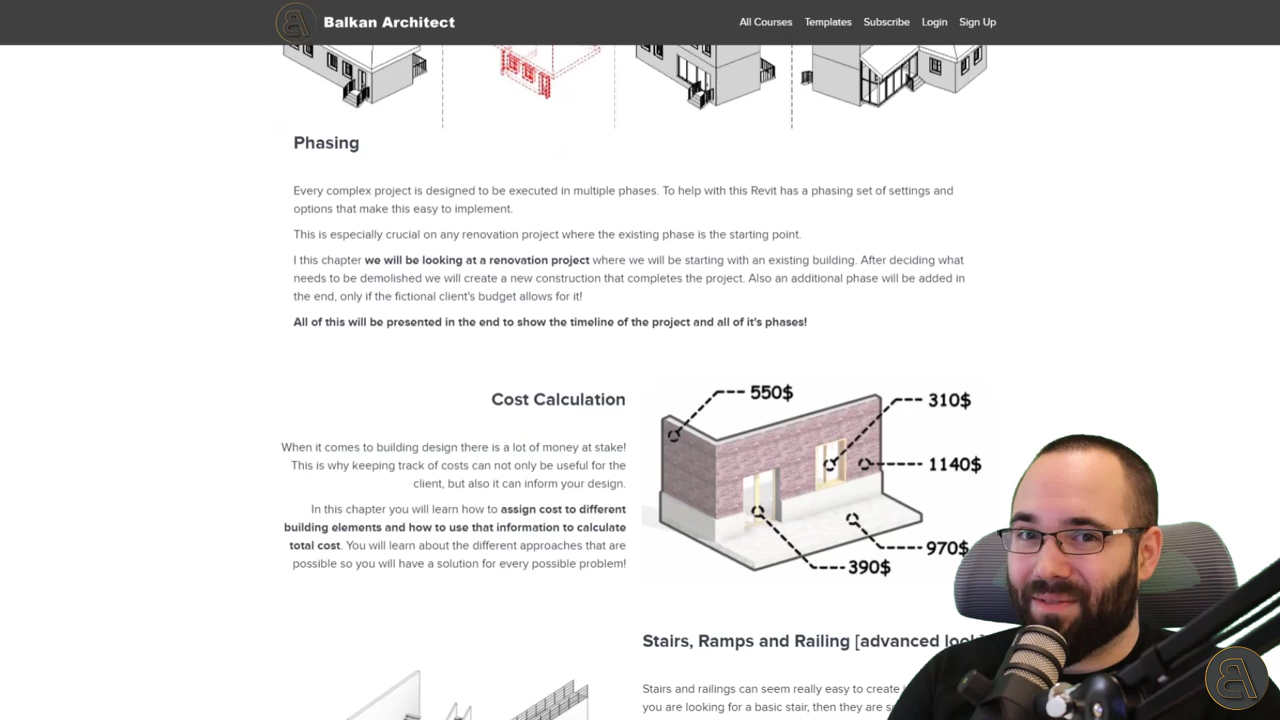 Balkan Architect
All Courses Templates Subscribe Login Sign Up
Phasing
Every complex project is designed to be executed in multiple phases. To help with this Revit has a phasing set of settings and
options that make this easy to implement.
This is especially crucial on any renovation project where the existing phase is the starting point.
I this chapter we will be looking at a renovation project where we will be starting with an existing building. After deciding what
needs to be demolished we will create a new construction that completes the project. Also an additional phase will be added in
the end, only if the fictional client's budget allows for it!
All of this will be presented in the end to show the timeline of the project and all of it's phases!
Cost Calculation
When it comes to building design there is a lot of money at stake!
This is why keeping track of costs can not only be useful for the
client, but also it can inform your design.
In this chapter you will learn how to assign cost to different
building elements and how to use that information to calculate
total cost. You will learn about the different approaches that are
possible so you will have a solution for every possible problem!
550$
310$
1140$
970$
390$
Stairs, Ramps and Railing [advanced
Stairs and railings can seem really easy to create
you are looking for a basic stair, then they are